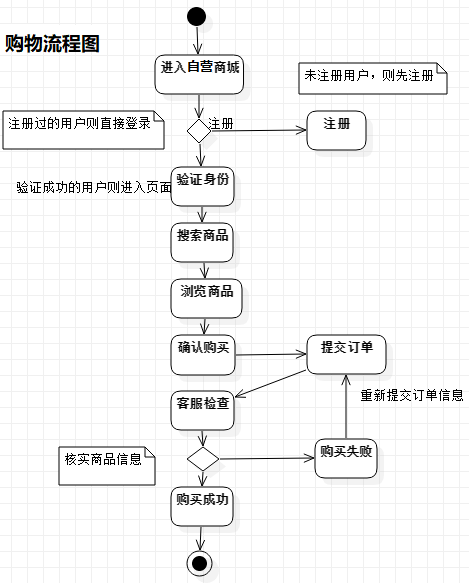 购物流程图
进入自营商城
未注册用户，则先注册
注册过的用户则直接登录
注册
注册
验证身份
验证成功的用户则进入页面
搜索商品
浏览商品
确认购买
提交订单
重新提交订单信息
客服检查
核实商品信息
购买失败
购买成功